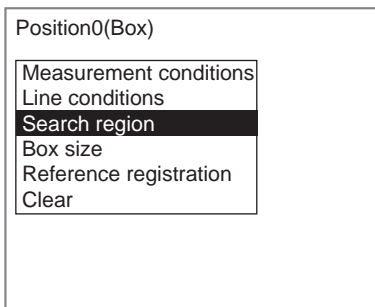 Position0(Box)
Measurement conditions
Line conditions
Search region
Box size
Reference registration
Clear